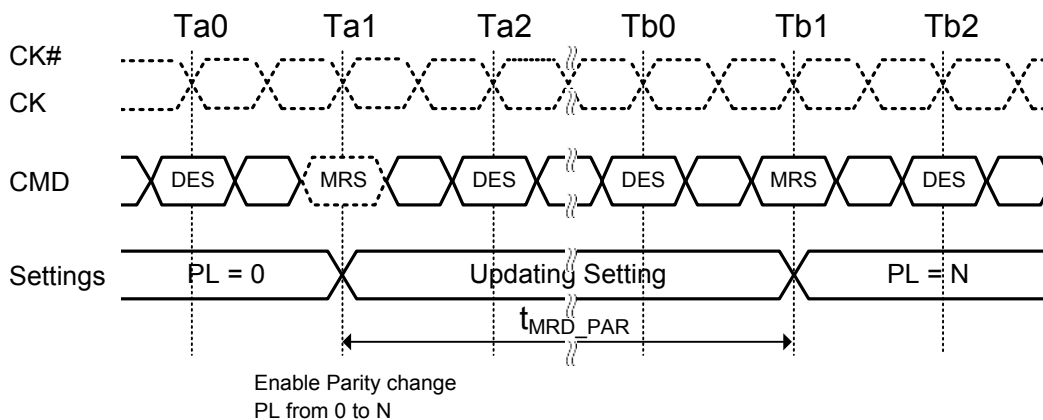 Ta0 Ta1 Ta2 Tb0 Tb1 Tb2
CK#
CK
CMD DES MRS DES DES MRS DES
Settings PL = 0 Updating Setting PL = N
tMRD_PAR
Enable Parity change
PL from 0 to N